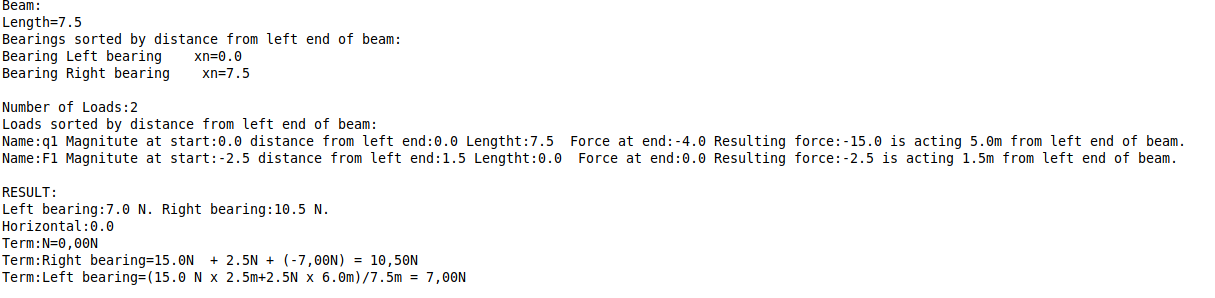 Beam:
Length=7.5
Bearings sorted by distance from left end of beam:
Bearing Left bearing    xn=0.0
Bearing Right bearing    xn=7.5

Number of Loads:2
Loads sorted by distance from left end of beam:
Name:q1 Magnitute at start:0.0 distance from left end:0.0 Lengtht:7.5  Force at end:-4.0 Resulting force:-15.0 is acting 5.0m from left end of beam.
Name:F1 Magnitute at start:-2.5 distance from left end:1.5 Lengtht:0.0  Force at end:0.0 Resulting force:-2.5 is acting 1.5m from left end of beam.

RESULT:
Left bearing:7.0 N. Right bearing:10.5 N.
Horizontal:0.0
Term:N=0,00N
Term:Right bearing=15.0N  + 2.5N + (-7,00N) = 10,50N
Term:Left bearing=(15.0 N x 2.5m+2.5N x 6.0m)/7.5m = 7,00N